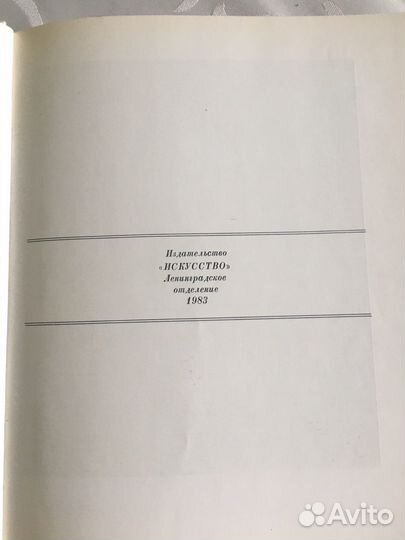 Издательство
«ИСКУССТВО»
Ленинградское
отделение
1983
Avito